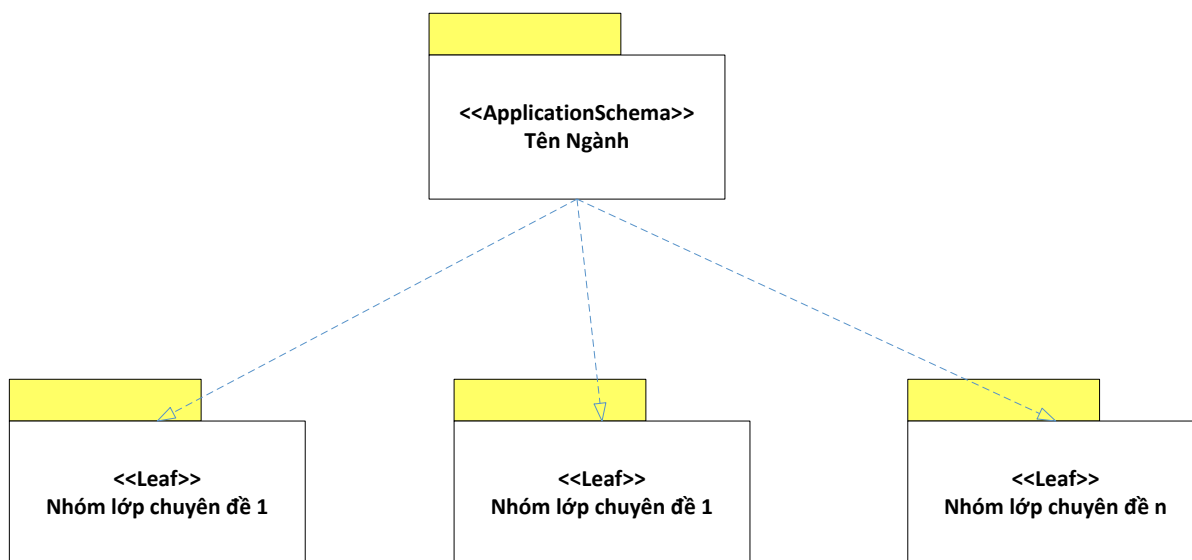 <<ApplicationSchema>>
Tên Ngành
<<Leaf>>
Nhóm lớp chuyên đề 1
<<Leaf>>
Nhóm lớp chuyên đề 1
<<Leaf>>
Nhóm lớp chuyên đề n